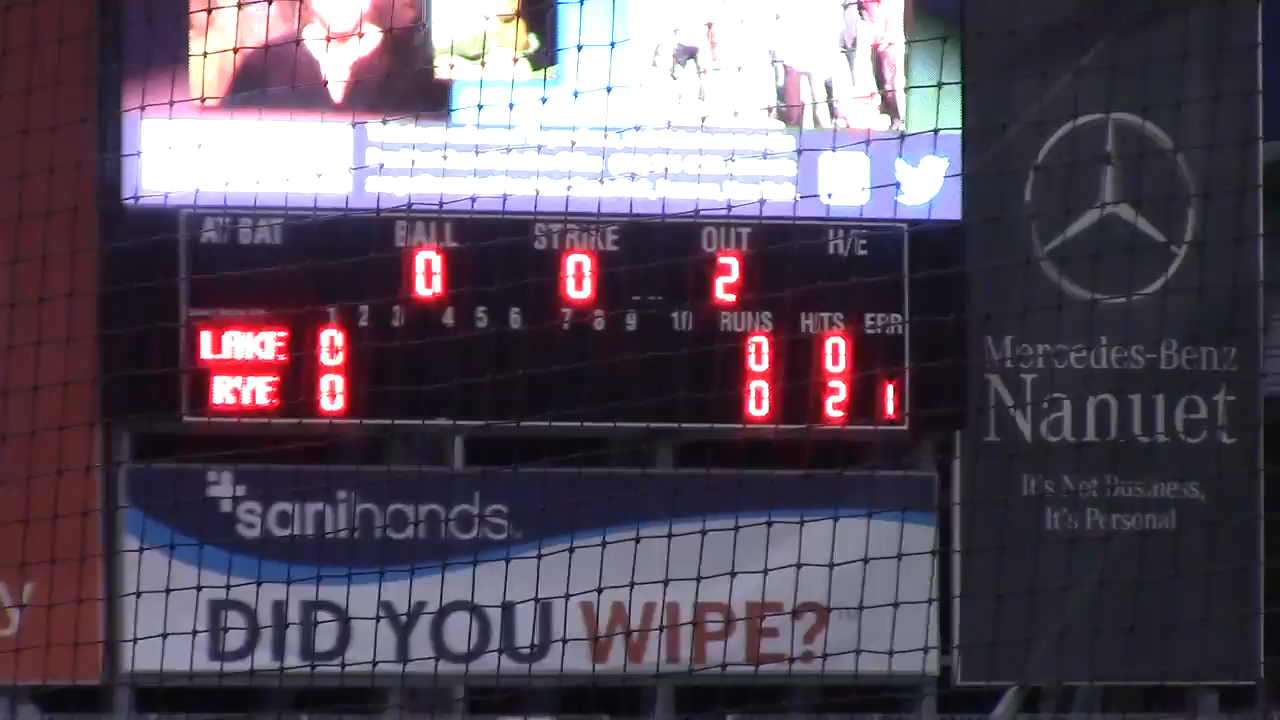 AT BAT BALL STRIKE OUT H/E
0 0 2
1 2 3 4 5 6 7 8 9 10 RUNS HITS ERR
LAKE 0 0 0
RYE 0 0 2 1
sanihands.
DID YOU WIPE?
Mercedes-Benz
Nanuet
It's Not Business,
It's Personal
y